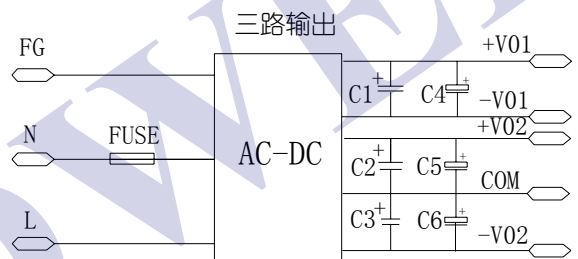 三路输出
FG
N
FUSE
L
AC-DC
C1
+
C4
+
C2
+
C5
+
C3
+
C6
+
+V01
-V01
+V02
COM
-V02